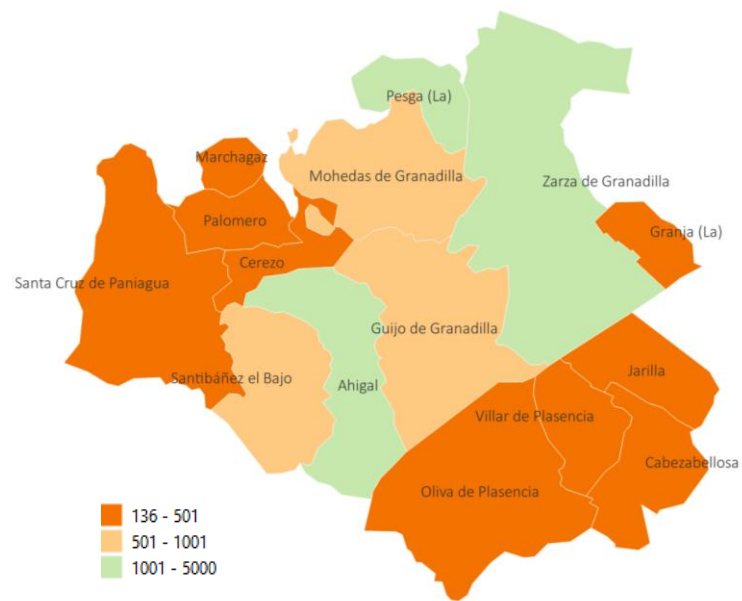 Pesga (La)
Marchagaz
Mohedas de Granadilla
Zarza de Granadilla
Palomero
Granja (La)
Cerezo
Santa Cruz de Paniagua
Guijo de Granadilla
Jarilla
Santibáñez el Bajo
Ahigal
Villar de Plasencia
Cabezabellosa
Oliva de Plasencia
136 - 501
501 - 1001
1001 - 5000